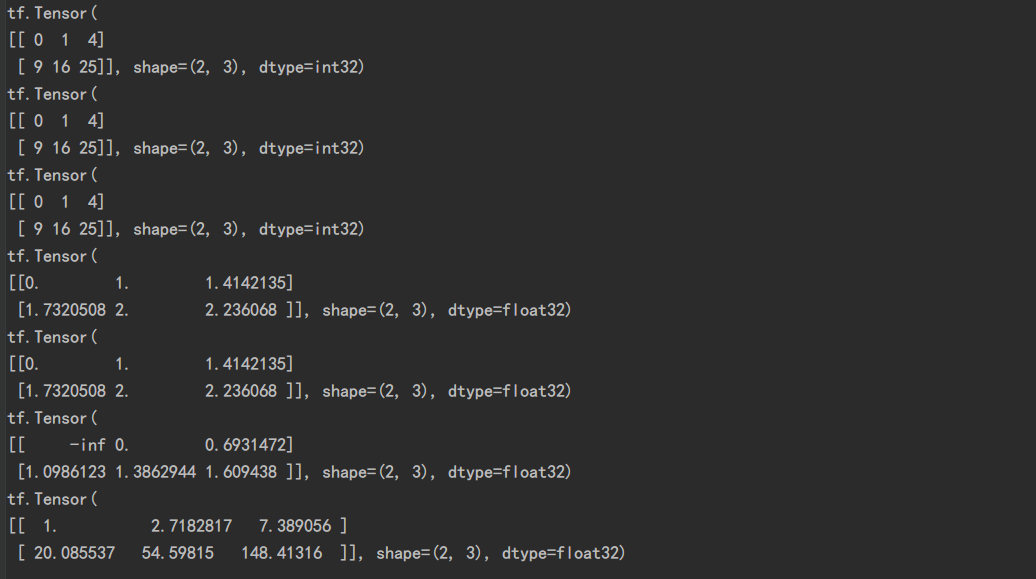 tf.Tensor(
[[ 0  1  4]
 [ 9 16 25]], shape=(2, 3), dtype=int32)
tf.Tensor(
[[ 0  1  4]
 [ 9 16 25]], shape=(2, 3), dtype=int32)
tf.Tensor(
[[ 0  1  4]
 [ 9 16 25]], shape=(2, 3), dtype=int32)
tf.Tensor(
[[0.        1.        1.4142135]
 [1.7320508 2.        2.236068 ]], shape=(2, 3), dtype=float32)
tf.Tensor(
[[0.        1.        1.4142135]
 [1.7320508 2.        2.236068 ]], shape=(2, 3), dtype=float32)
tf.Tensor(
[[     -inf 0.        0.6931472]
 [1.0986123 1.3862944 1.609438 ]], shape=(2, 3), dtype=float32)
tf.Tensor(
[[  1.          2.7182817   7.389056 ]
 [ 20.085537   54.59815   148.41316  ]], shape=(2, 3), dtype=float32)